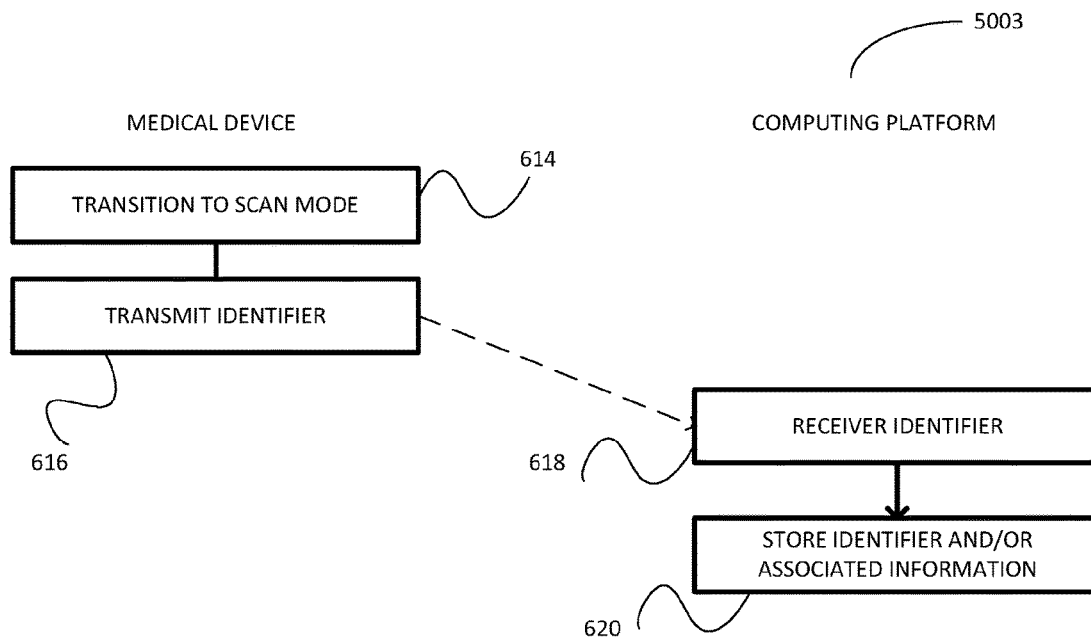 5003
MEDICAL DEVICE
COMPUTING PLATFORM
614
TRANSITION TO SCAN MODE
TRANSMIT IDENTIFIER
616
618
RECEIVER IDENTIFIER
STORE IDENTIFIER AND/OR
ASSOCIATED INFORMATION
620